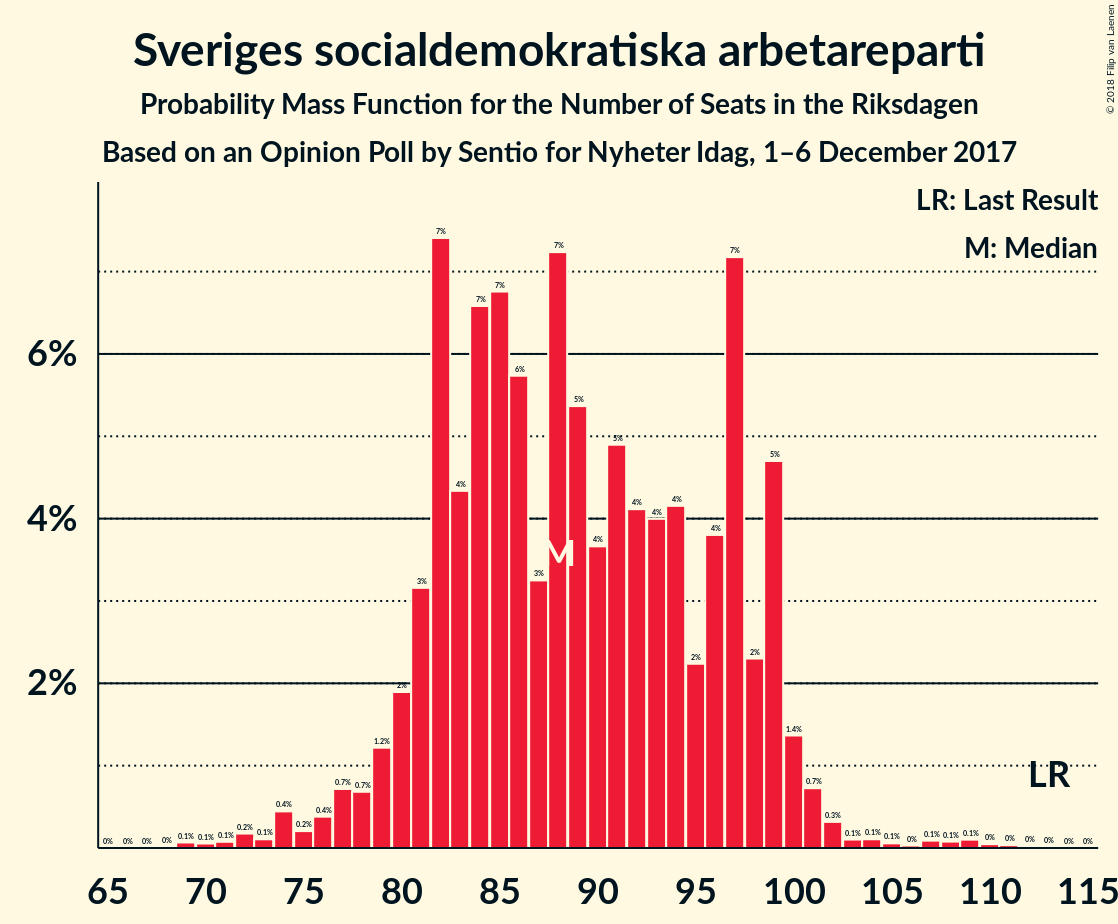 Sveriges socialdemokratiska arbetareparti
Probability Mass Function for the Number of Seats in the Riksdagen
Based on an Opinion Poll by Sentio for Nyheter Idag, 1–6 December 2017
© 2018 Filip van Laenen
LR: Last Result
M: Median
6%
4%
2%
0% 0% 0% 0% 0.1% 0.1% 0.1% 0.2% 0.1% 0.4% 0.2% 0.4% 0.7% 0.7% 1.2% 2% 3% 7% 4% 7% 7% 6% 3% 7% 5% 4% 5% 4% 4% 4% 2% 4% 7% 2% 5% 1.4% 0.7% 0.3% 0.1% 0.1% 0.1% 0% 0.1% 0.1% 0.1% 0% 0% 0% 0% 0% 0%
M
LR
65 70 75 80 85 90 95 100 105 110 115